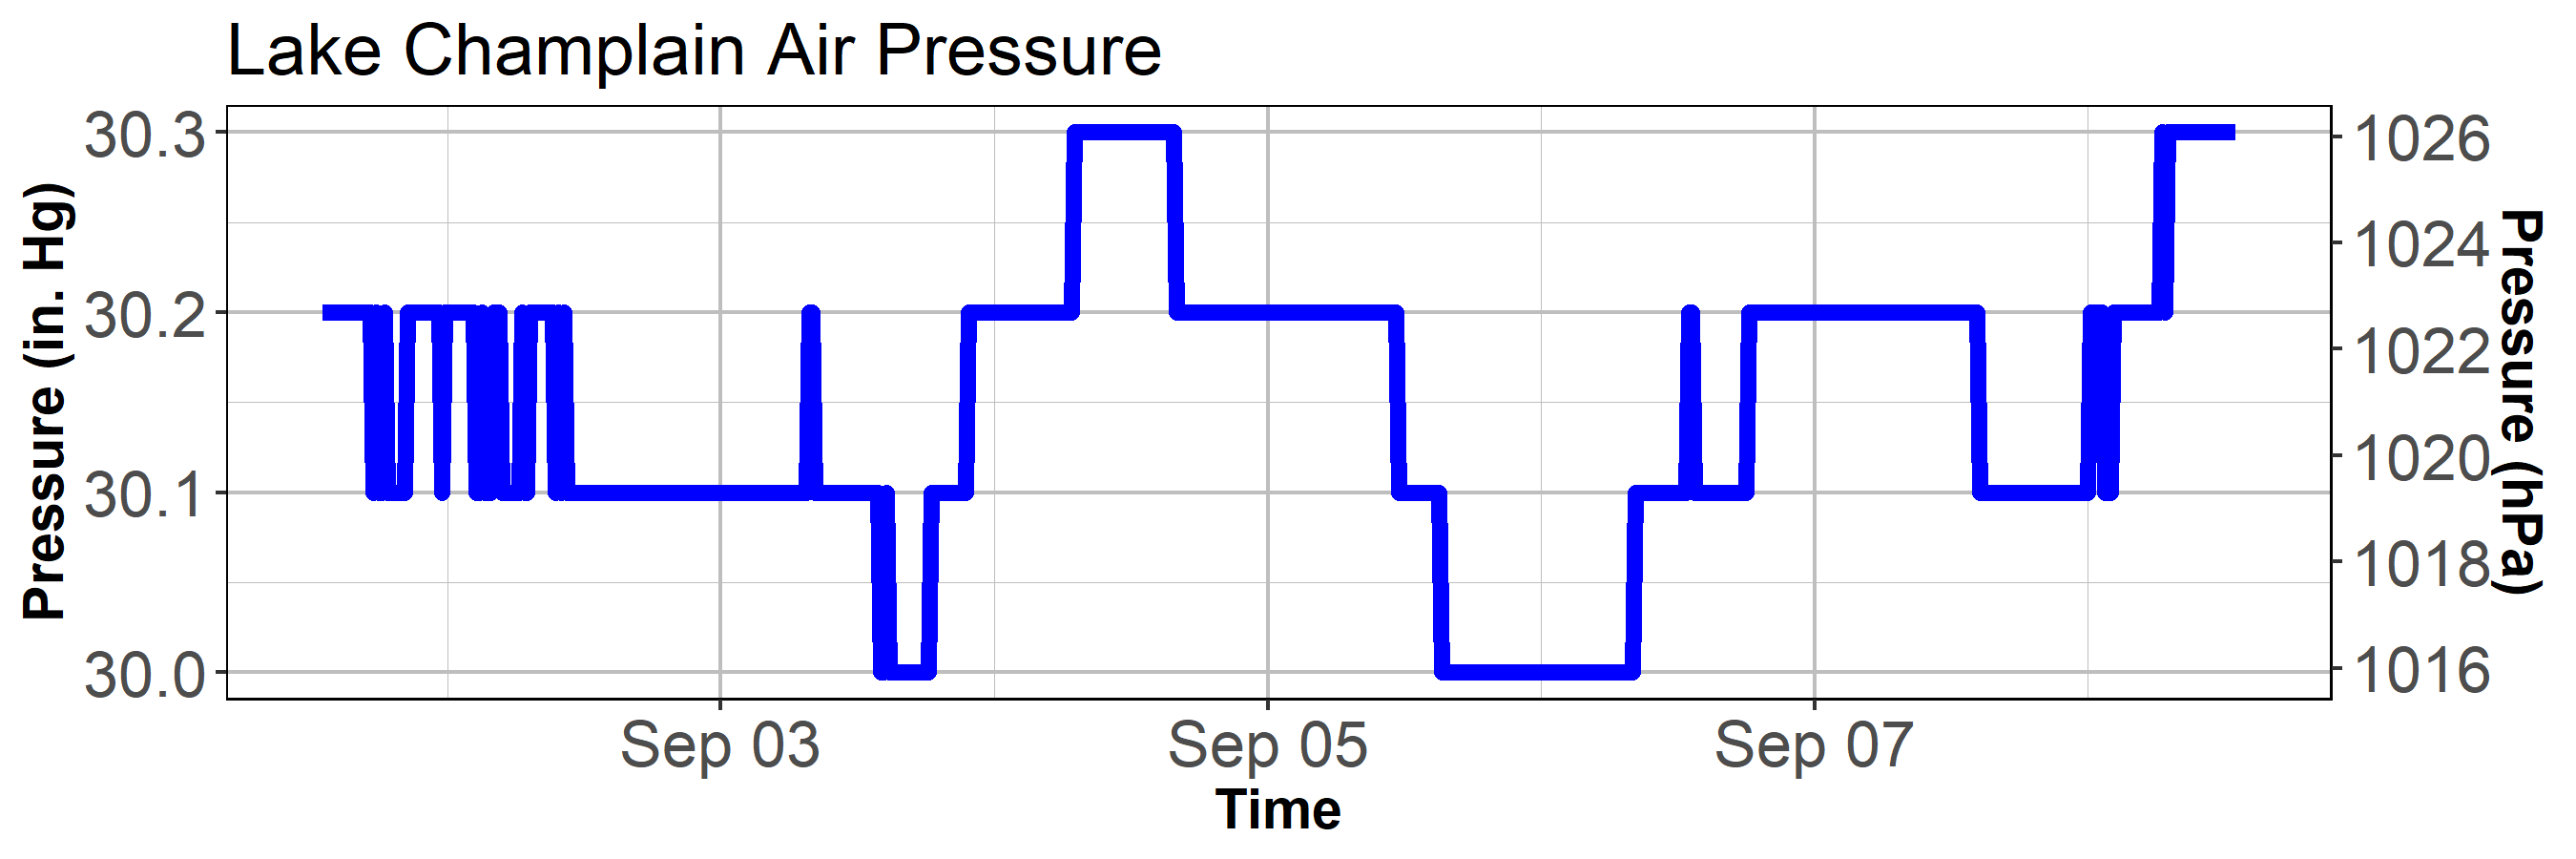 Lake Champlain Air Pressure
30.3
30.2
30.1
30.0
Pressure (in. Hg)
1026
1024
1022
1020
1018
1016
Pressure (hPa)
Sep 03
Sep 05
Sep 07
Time